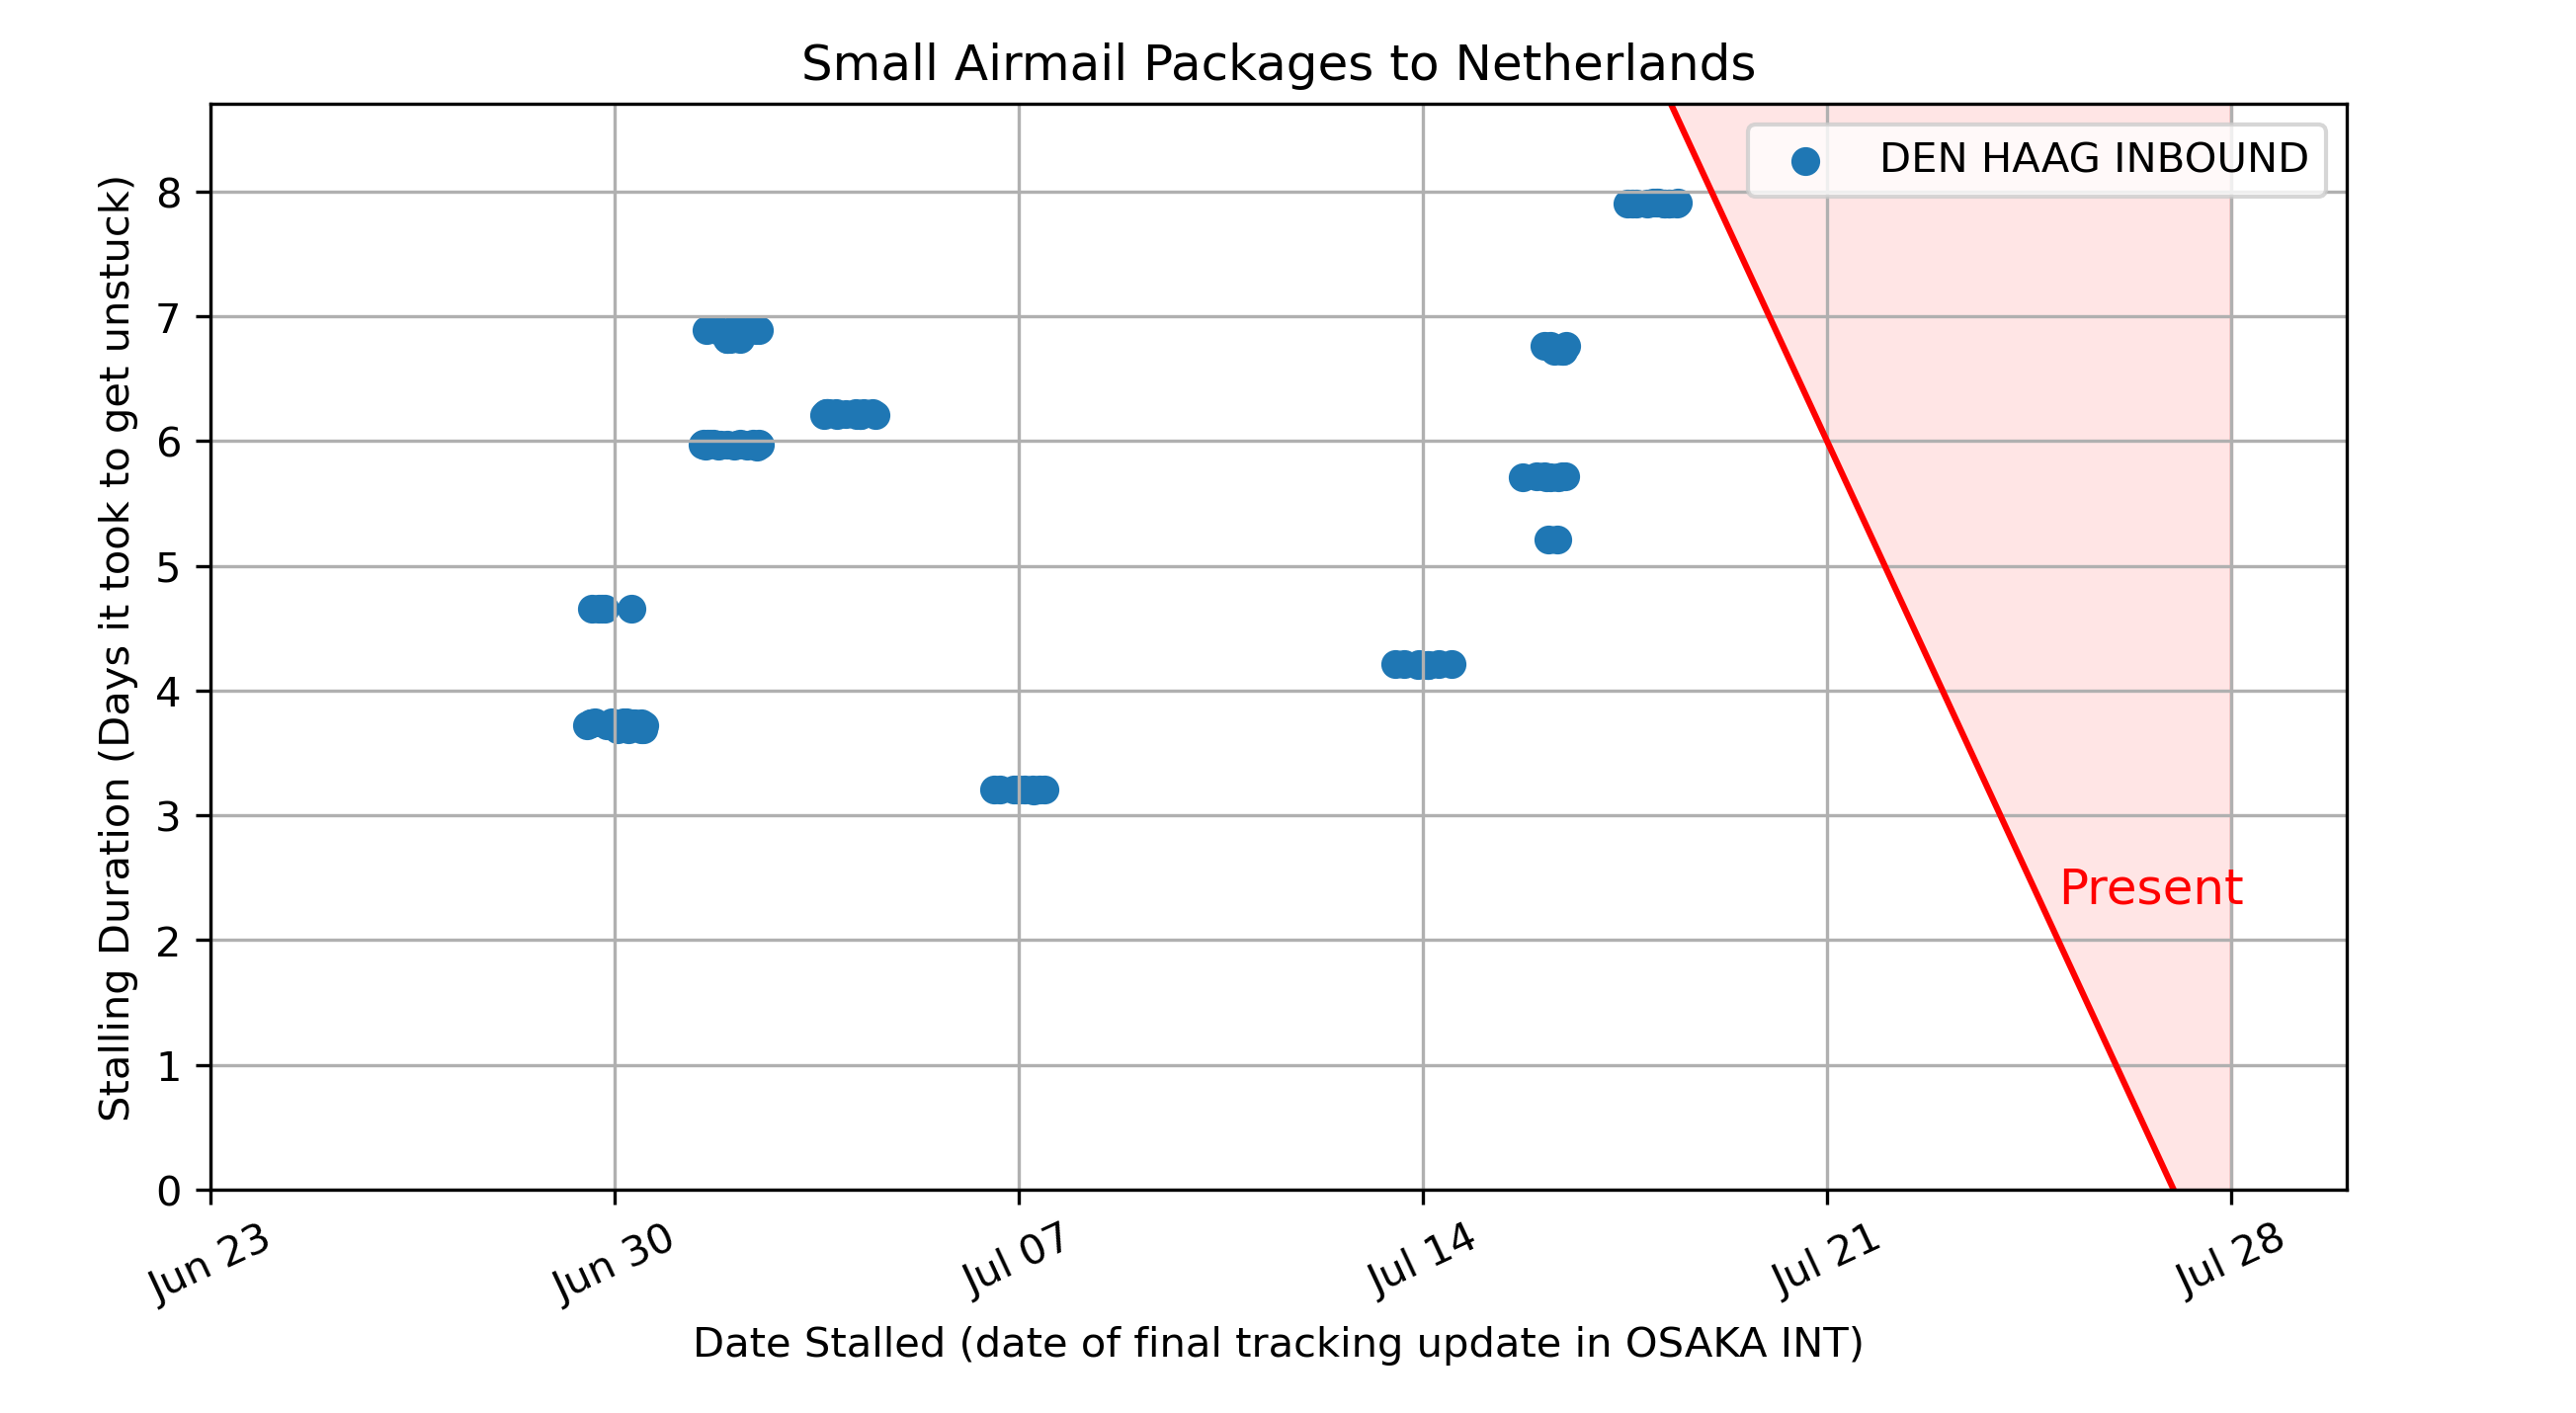 Small Airmail Packages to Netherlands
DEN HAAG INBOUND
Stalling Duration (Days it took to get unstuck)
8
7
6
5
4
3
2
1
0
Present
Jun 23
Jun 30
Jul 07
Jul 14
Jul 21
Jul 28
Date Stalled (date of final tracking update in OSAKA INT)